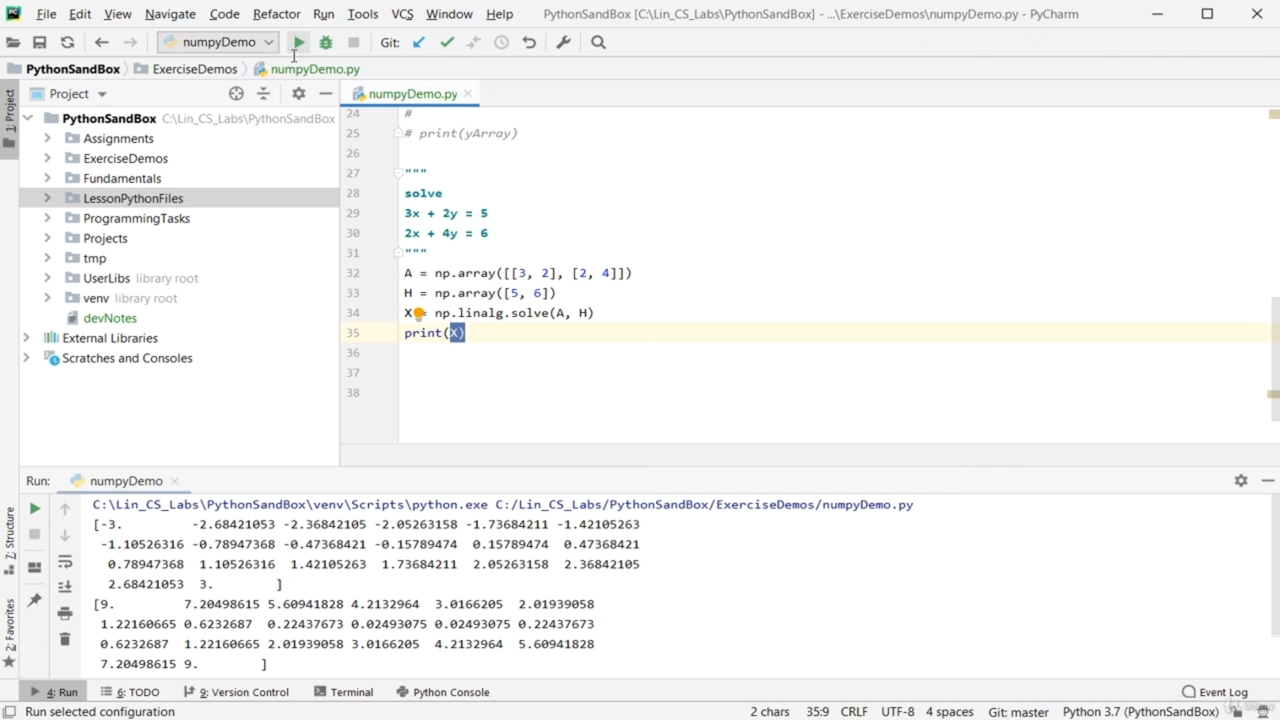 File Edit View Navigate Code Refactor Run Tools VCS Window Help PythonSandBox [C:\Lin_CS_Labs\PythonSandBox] - ...\ExerciseDemos\numpyDemo.py - PyCharm
numpyDemo Git:
PythonSandBox ExerciseDemos numpyDemo.py
1: Project
Project
PythonSandBox C:\Lin_CS_Labs\PythonSandBox
Assignments
ExerciseDemos
Fundamentals
LessonPythonFiles
ProgrammingTasks
Projects
tmp
UserLibs library root
venv library root
devNotes
External Libraries
Scratches and Consoles
numpyDemo.py
24 #
25 # print(yArray)
26
27 """
28 solve
29 3x + 2y = 5
30 2x + 4y = 6
31 """
32 A = np.array([[3, 2], [2, 4]])
33 H = np.array([5, 6])
34 X = np.linalg.solve(A, H)
35 print(X)
36
37
38
Run: numpyDemo
7: Structure
2: Favorites
C:\Lin_CS_Labs\PythonSandBox\venv\Scripts\python.exe C:/Lin_CS_Labs/PythonSandBox/ExerciseDemos/numpyDemo.py
[-3. -2.68421053 -2.36842105 -2.05263158 -1.73684211 -1.42105263
-1.10526316 -0.78947368 -0.47368421 -0.15789474 0.15789474 0.47368421
0.78947368 1.10526316 1.42105263 1.73684211 2.05263158 2.36842105
2.68421053 3. ]
[9. 7.20498615 5.60941828 4.2132964 3.0166205 2.01939058
1.22160665 0.6232687 0.22437673 0.02493075 0.02493075 0.22437673
0.6232687 1.22160665 2.01939058 3.0166205 4.2132964 5.60941828
7.20498615 9. ]
4: Run 6: TODO 9: Version Control Terminal Python Console Event Log
Run selected configuration 2 chars 35:9 CRLF UTF-8 4 spaces Git: master Python 3.7 (PythonSandBox)